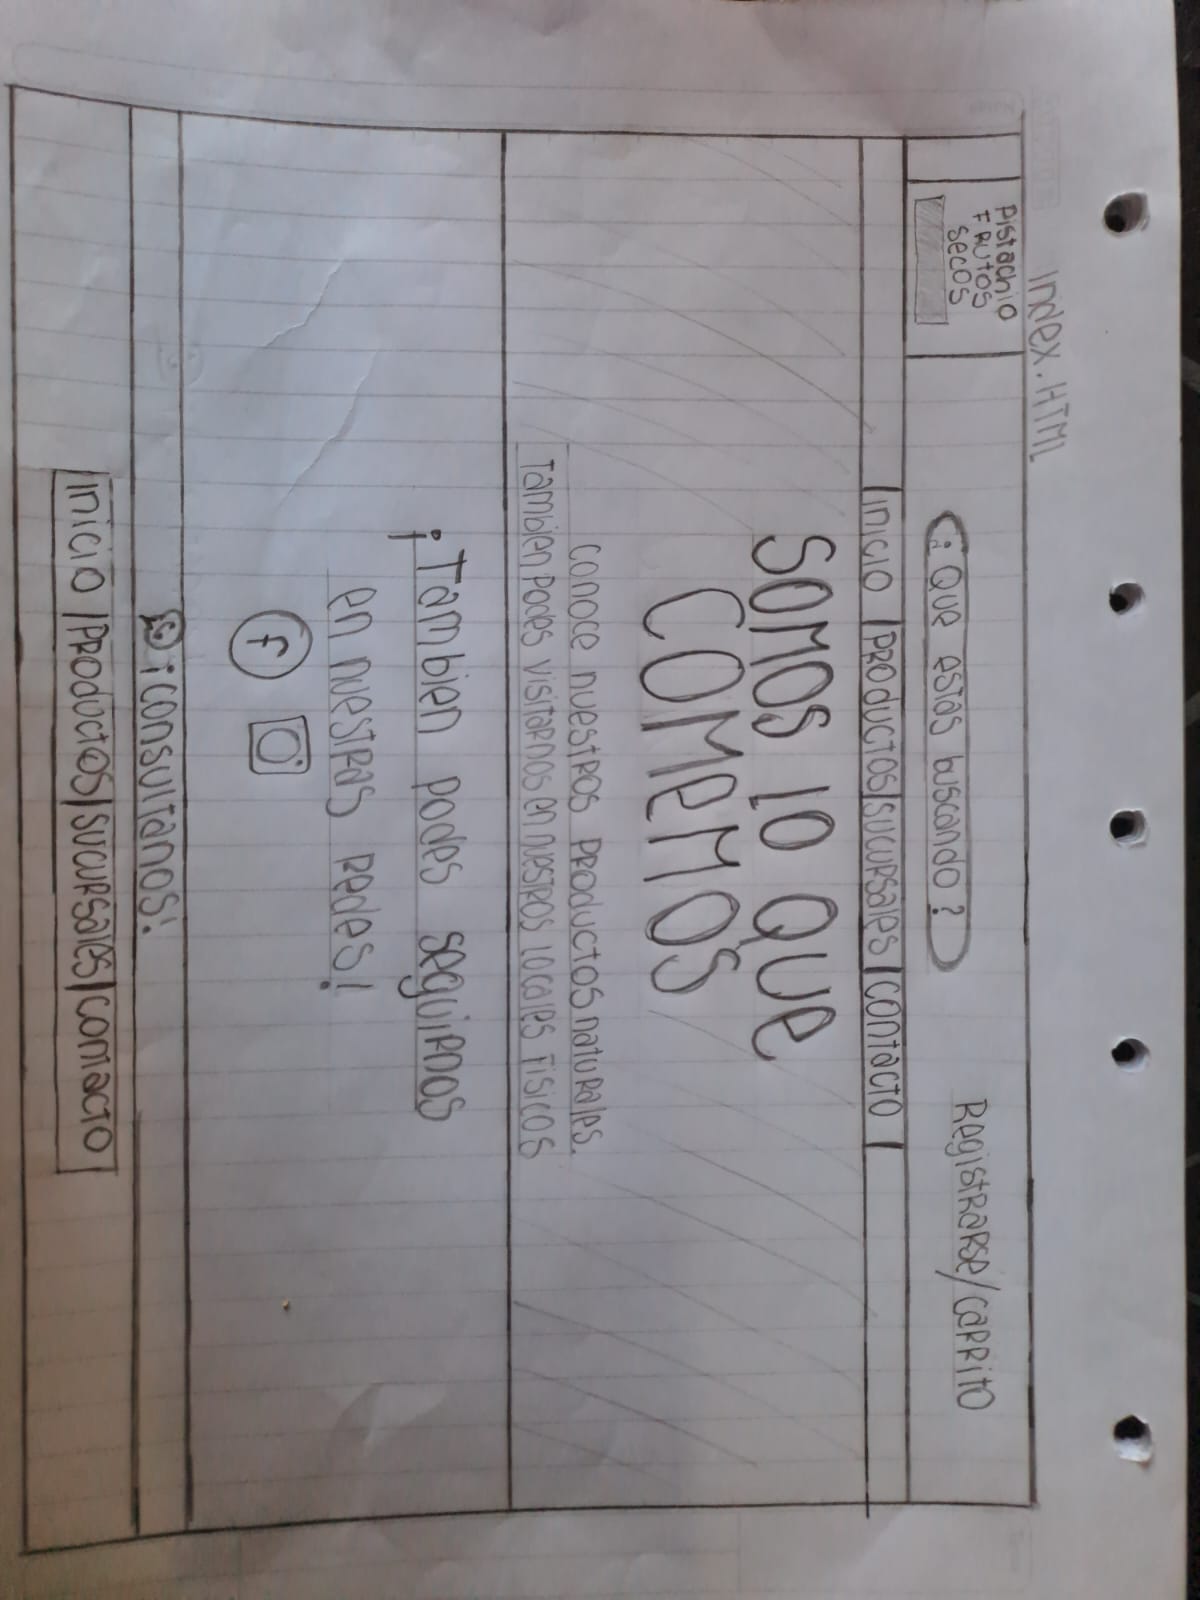 Index.HTML
Pistachio
FRutos
secos
¿Que estas buscando?
RegistRaRse/caRRito
inicio |PRoductos|sucuRsales|contacto|
SOMOS LO QUe
COMeMOS
conoce nuestRos PRoductos natuRales.
Tambien Podes visitaRnos en nuestRos Locales Fisicos
¡Tambien podes seguiRnos
en nuestRas Redes!
f
¡consultanos!
inicio |PRoductos|sucuRsales|contacto